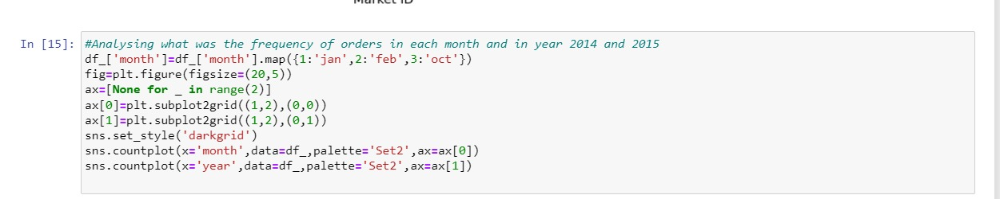 Market ID
In [15]: #Analysing what was the frequency of orders in each month and in year 2014 and 2015
df_['month']=df_['month'].map({1:'jan',2:'feb',3:'oct'})
fig=plt.figure(figsize=(20,5))
ax=[None for _ in range(2)]
ax[0]=plt.subplot2grid((1,2),(0,0))
ax[1]=plt.subplot2grid((1,2),(0,1))
sns.set_style('darkgrid')
sns.countplot(x='month',data=df_,palette='Set2',ax=ax[0])
sns.countplot(x='year',data=df_,palette='Set2',ax=ax[1])